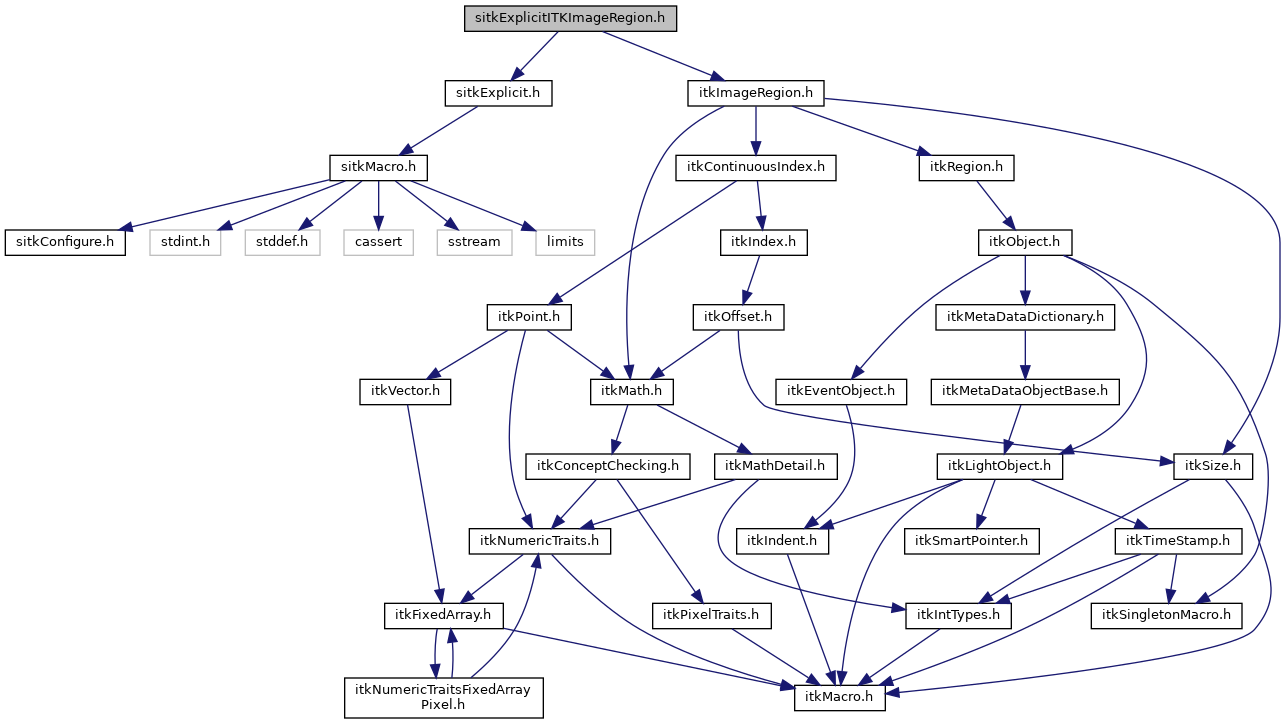 sitkExplicitITKImageRegion.h
sitkExplicit.h
itkImageRegion.h
sitkMacro.h
itkContinuousIndex.h
itkRegion.h
sitkConfigure.h
stdint.h
stddef.h
cassert
sstream
limits
itkIndex.h
itkObject.h
itkPoint.h
itkOffset.h
itkMetaDataDictionary.h
itkVector.h
itkMath.h
itkEventObject.h
itkMetaDataObjectBase.h
itkConceptChecking.h
itkMathDetail.h
itkLightObject.h
itkSize.h
itkNumericTraits.h
itkIndent.h
itkSmartPointer.h
itkTimeStamp.h
itkFixedArray.h
itkPixelTraits.h
itkIntTypes.h
itkSingletonMacro.h
itkNumericTraitsFixedArray
Pixel.h
itkMacro.h